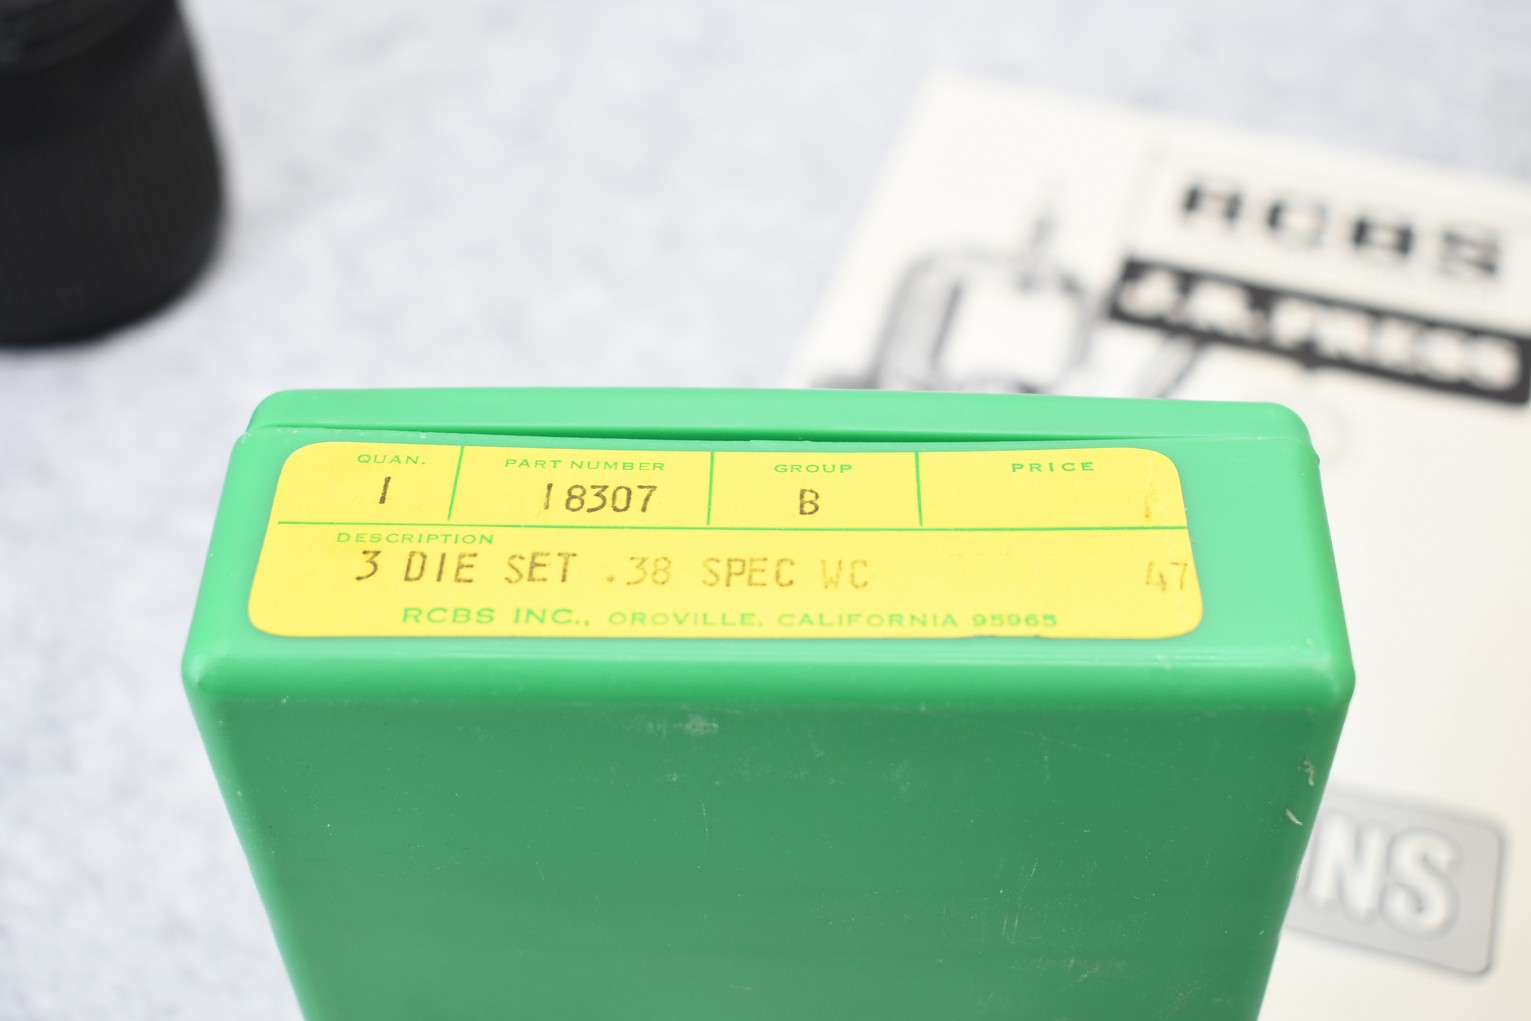 RCBS
JR. PRESS
QUAN. PART NUMBER GROUP PRICE
1 18307 B
DESCRIPTION
3 DIE SET .38 SPEC WC 47
RCBS INC., OROVILLE, CALIFORNIA 95965
NS